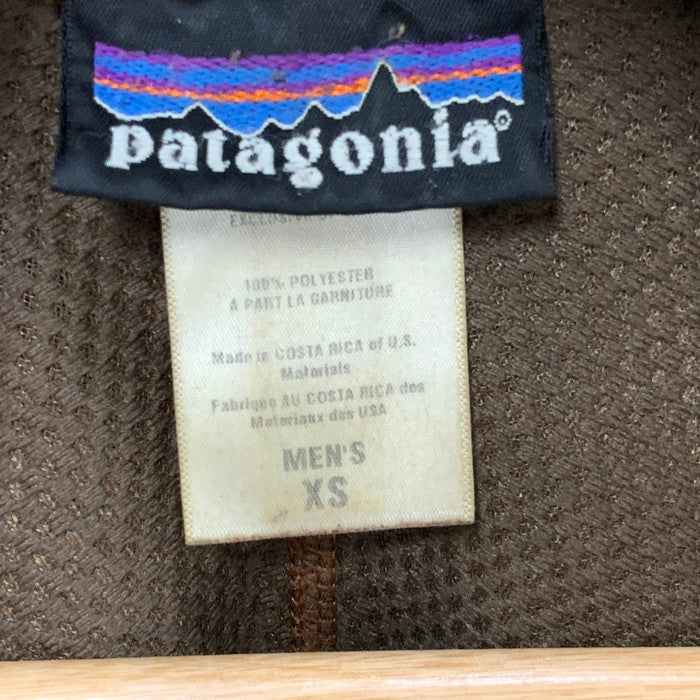 patagonia®
100% POLYESTER
A PART LA GARNITURE
Made in COSTA RICA of U.S.
Materials
Fabrique AU COSTA RICA des
Materiaux des USA
MEN'S
XS